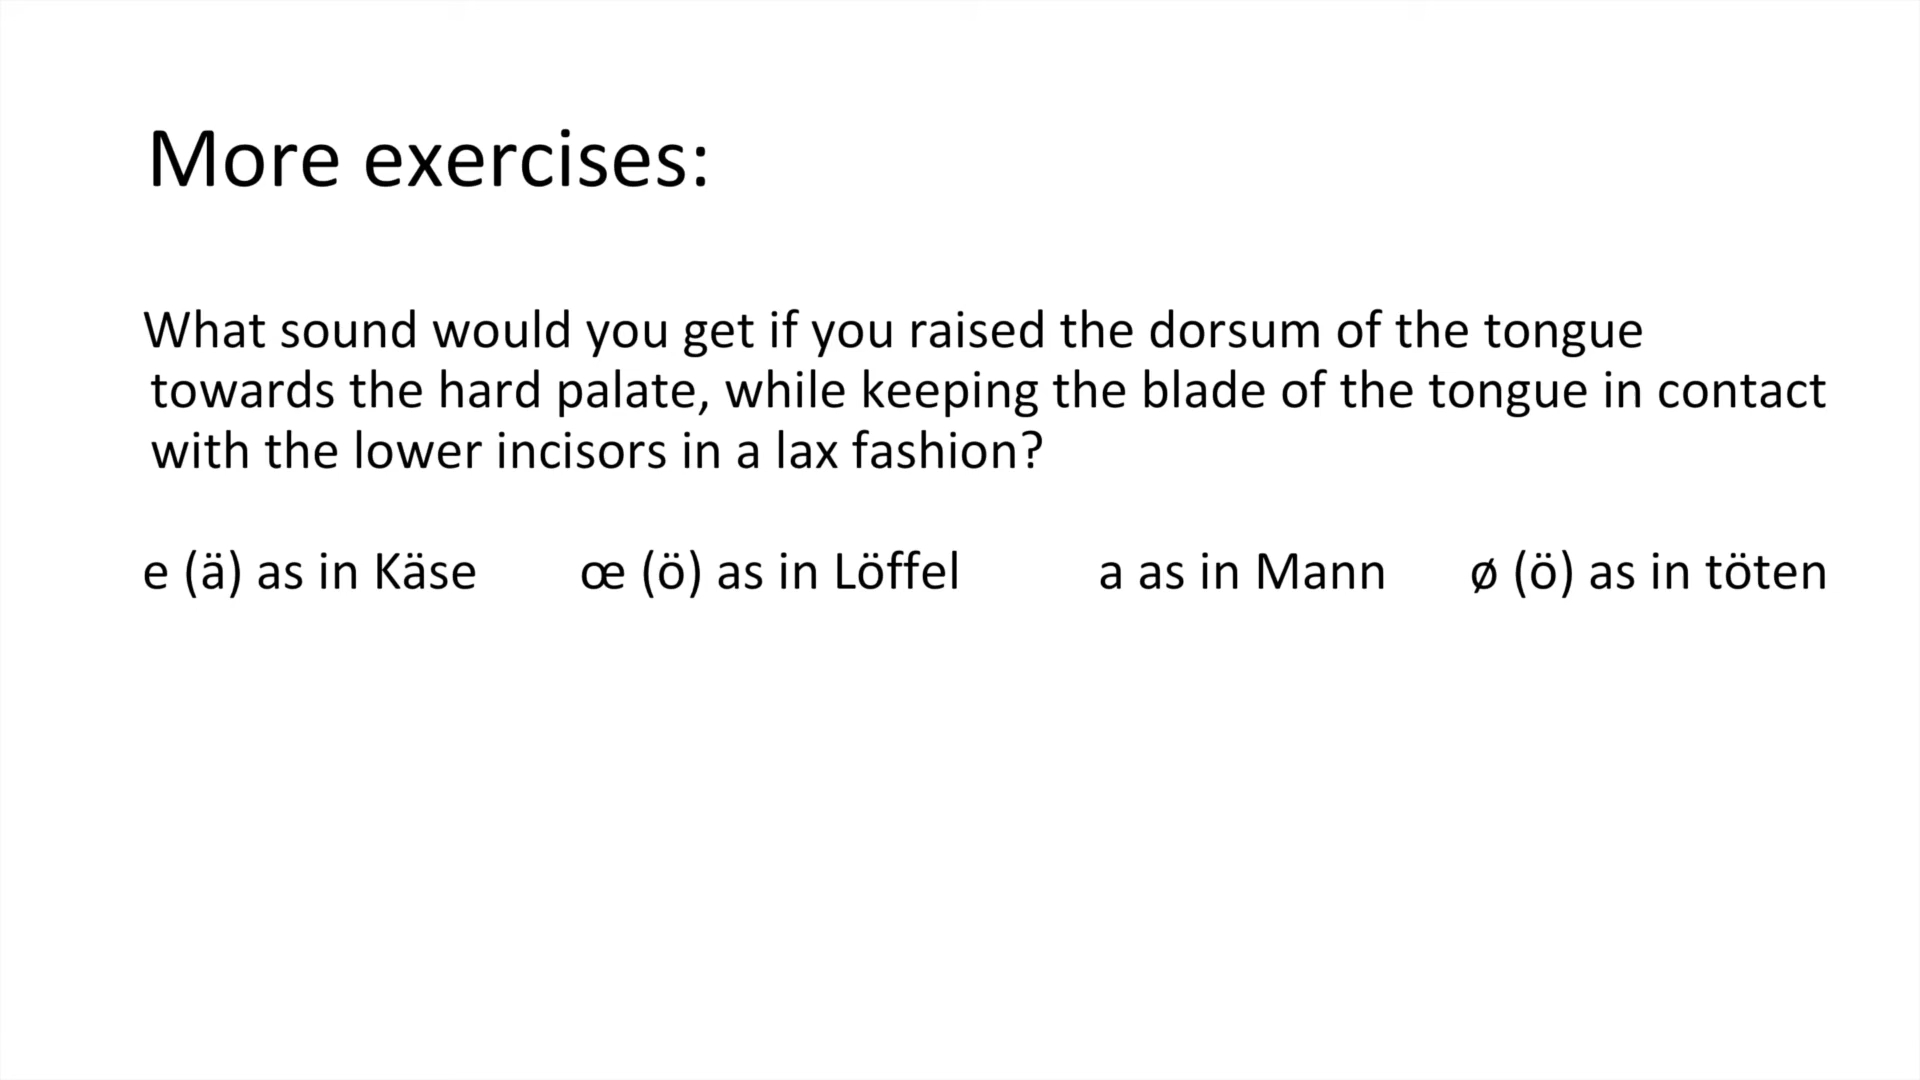 More exercises:
What sound would you get if you raised the dorsum of the tongue
towards the hard palate, while keeping the blade of the tongue in contact
with the lower incisors in a lax fashion?
e (ä) as in Käse œ (ö) as in Löffel a as in Mann ø (ö) as in töten